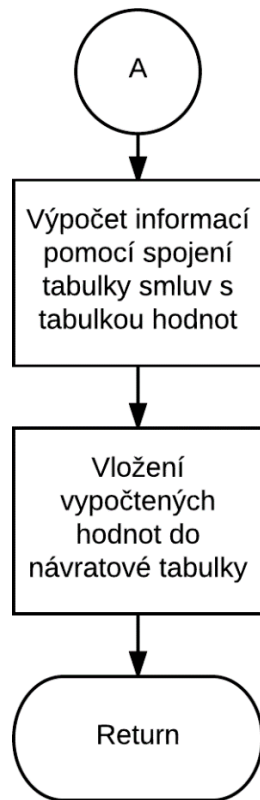 A
Výpočet informací
pomocí spojení
tabulky smluv s
tabulkou hodnot
Vložení
vypočtených
hodnot do
návratové tabulky
Return